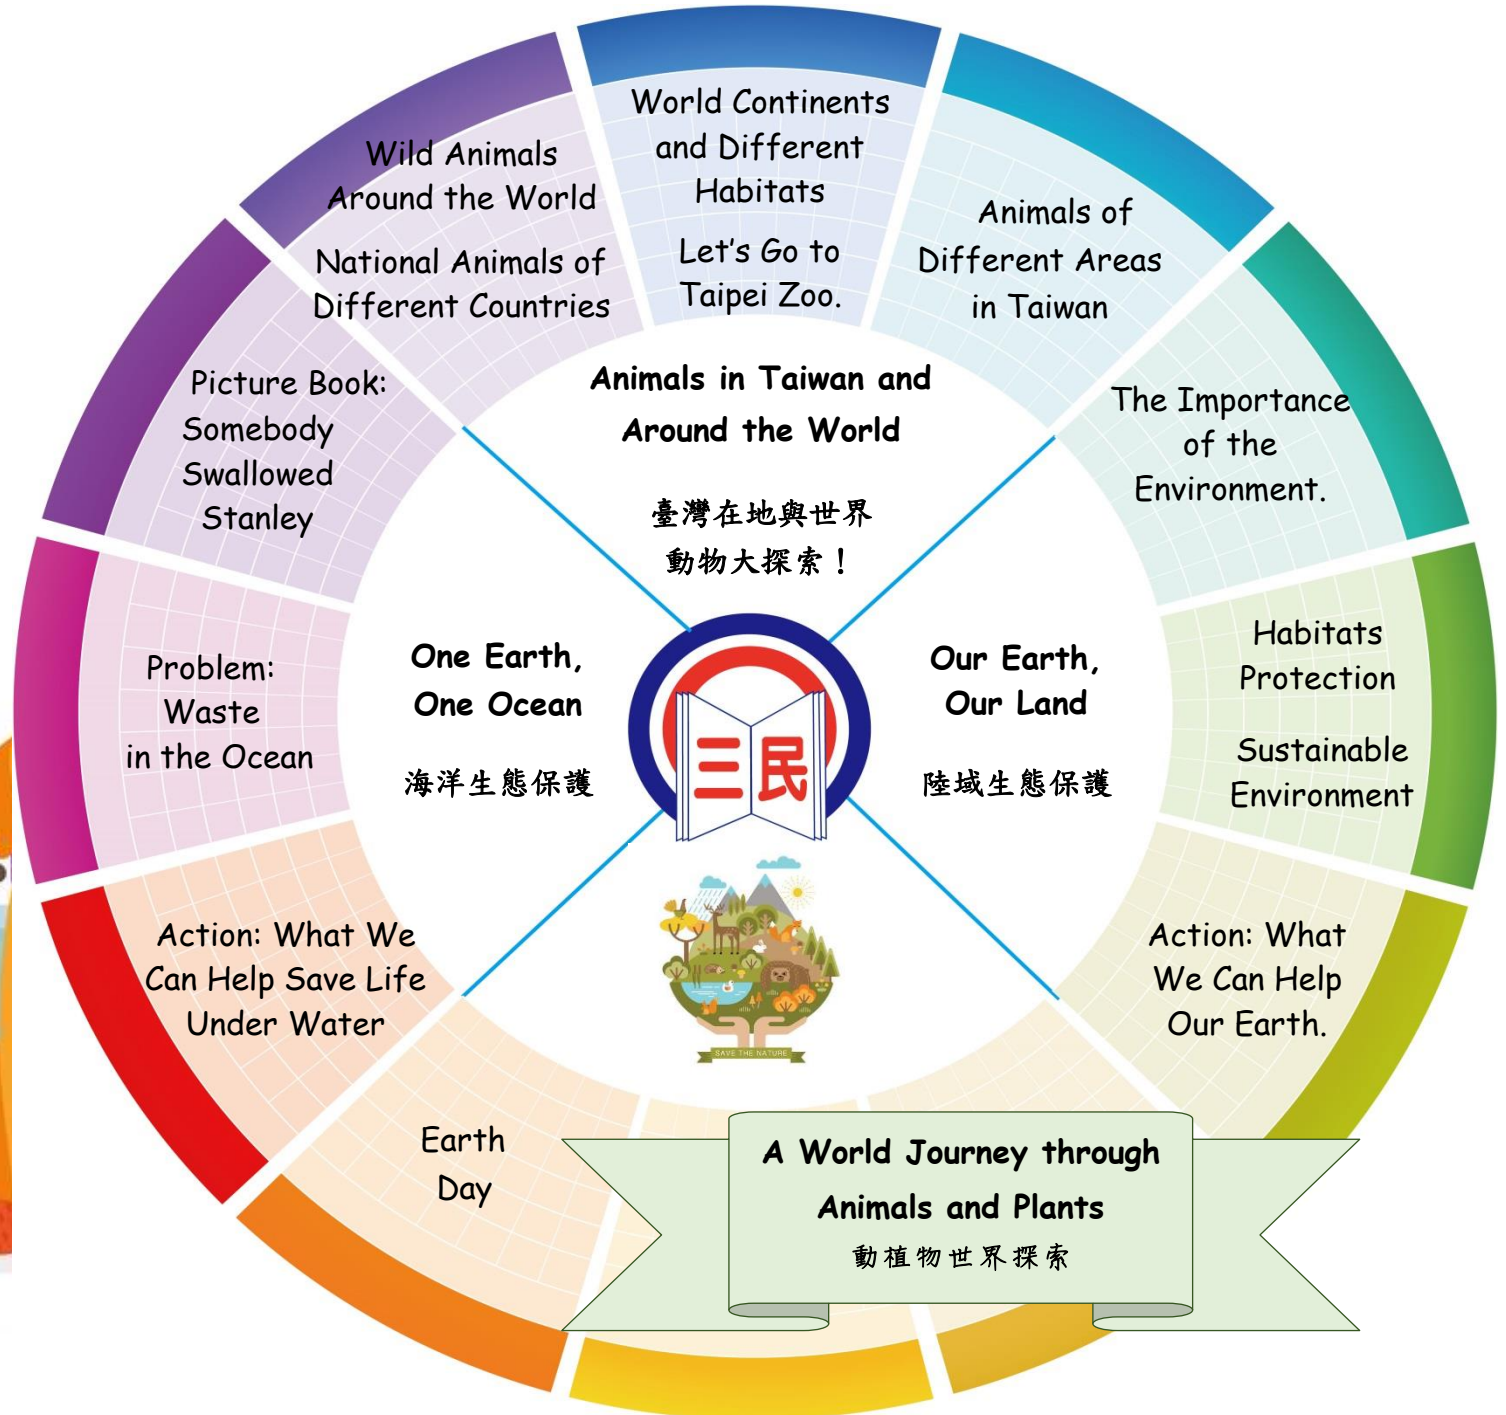 World Continents
and Different
Habitats
Let's Go to
Taipei Zoo.
Animals of
Different Areas
in Taiwan
The Importance
of the
Environment.
Habitats
Protection
Sustainable
Environment
Action: What
We Can Help
Our Earth.
Earth
Day
Action: What We
Can Help Save Life
Under Water
Problem:
Waste
in the Ocean
Picture Book:
Somebody
Swallowed
Stanley
Wild Animals
Around the World
National Animals of
Different Countries
Animals in Taiwan and
Around the World
臺灣在地與世界
動物大探索！
One Earth,
One Ocean
海洋生態保護
Our Earth,
Our Land
陸域生態保護
三民
SAVE THE NATURE
A World Journey through
Animals and Plants
動植物世界探索